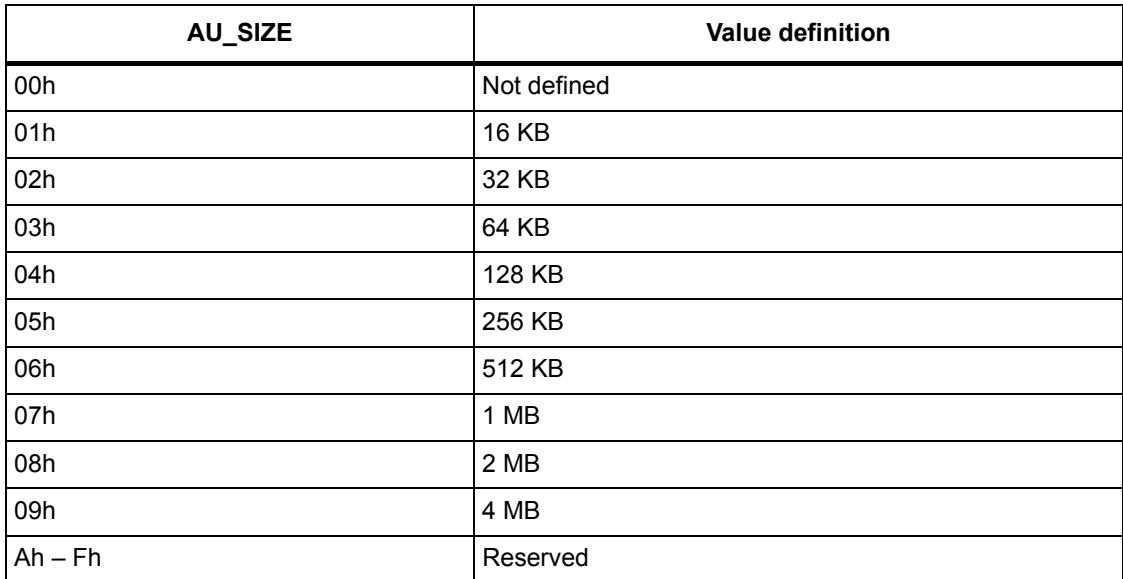 AU_SIZE Value definition
00h Not defined
01h 16 KB
02h 32 KB
03h 64 KB
04h 128 KB
05h 256 KB
06h 512 KB
07h 1 MB
08h 2 MB
09h 4 MB
Ah – Fh Reserved